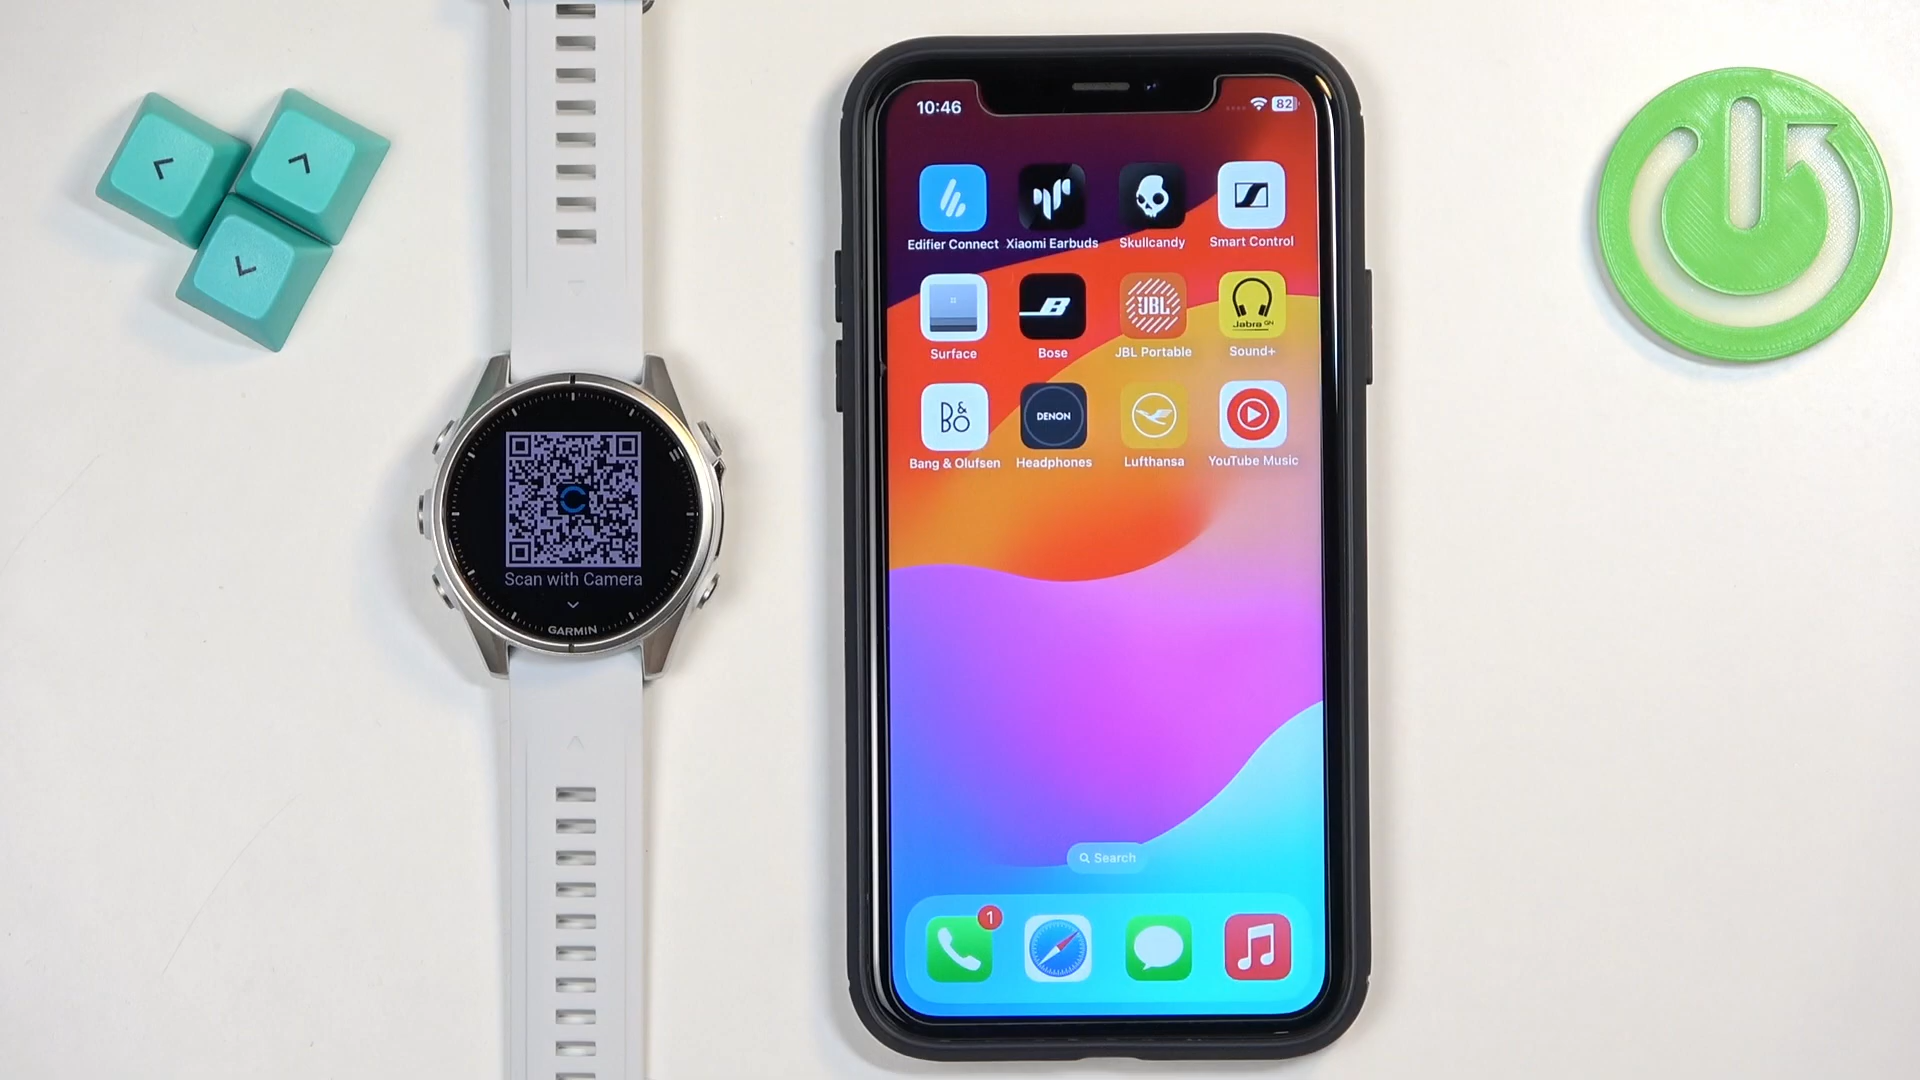 10:46
82
Edifier Connect
Xiaomi Earbuds
Skullcandy
Smart Control
JBL
Jabra GN
Surface
Bose
JBL Portable
Sound+
B&O
DENON
Bang & Olufsen
Headphones
Lufthansa
YouTube Music
Scan with Camera
GARMIN
Search
1